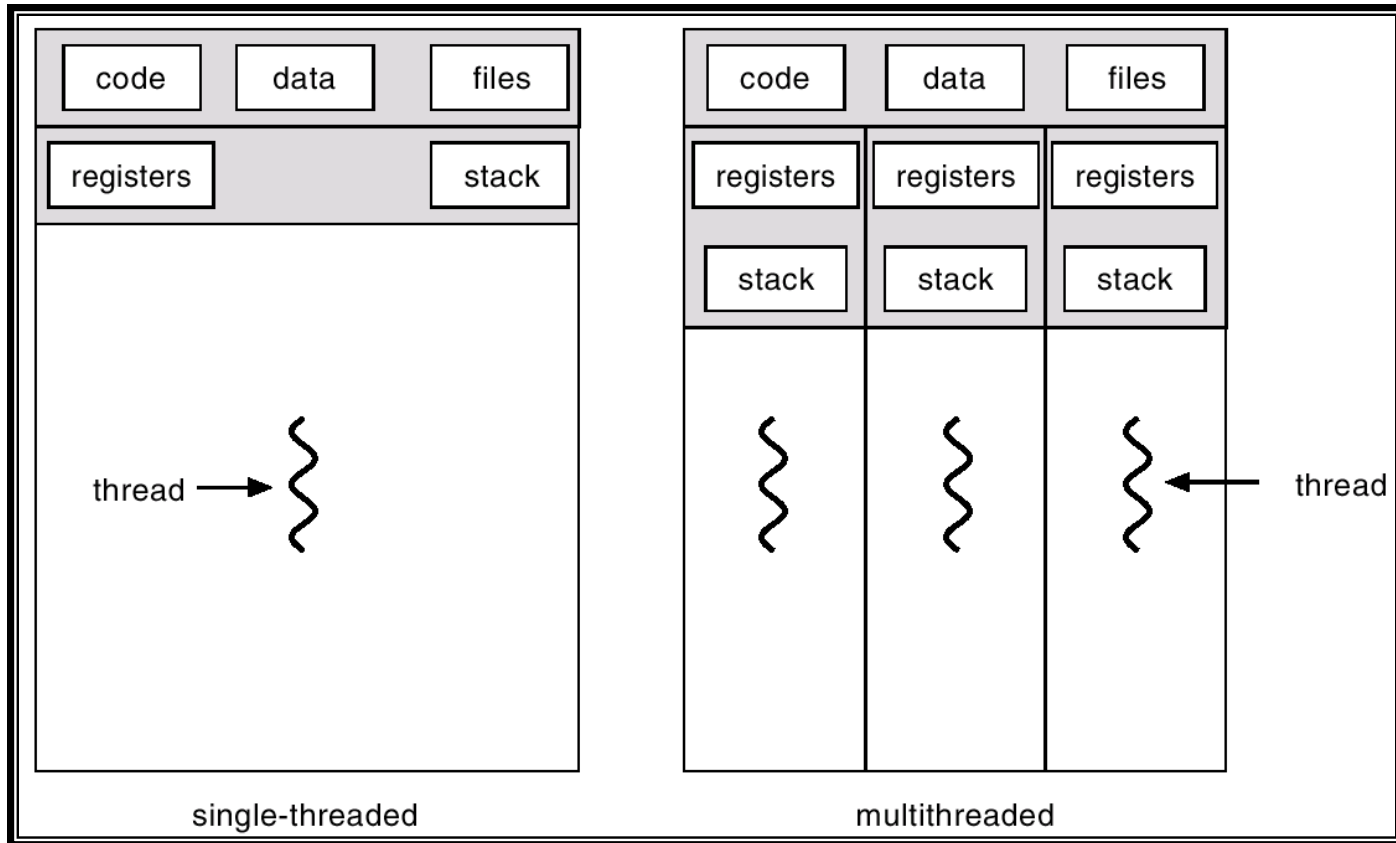 code data files
registers stack
thread
single-threaded
code data files
registers registers registers
stack stack stack
thread
multithreaded